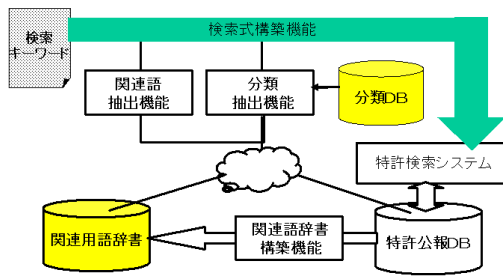 検索式構築機能
検索
キーワード
関連語
抽出機能
分類
抽出機能
分類DB
特許検索システム
関連用語辞書
関連語辞書
構築機能
特許公報DB